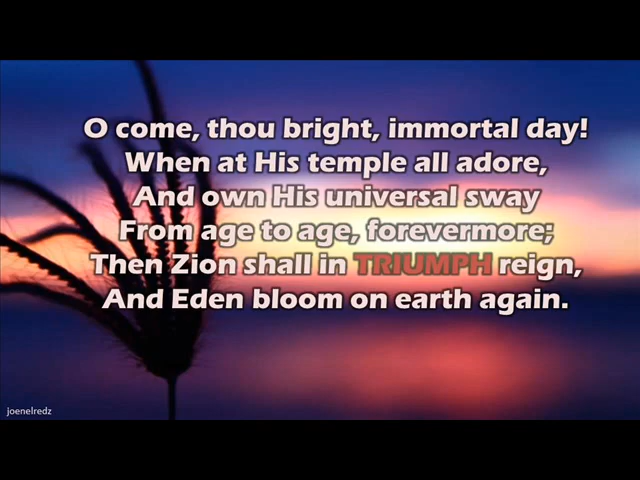 O come, thou bright, immortal day!
When at His temple all adore,
And own His universal sway
From age to age, forevermore;
Then Zion shall in TRIUMPH reign,
And Eden bloom on earth again.
joenelredz